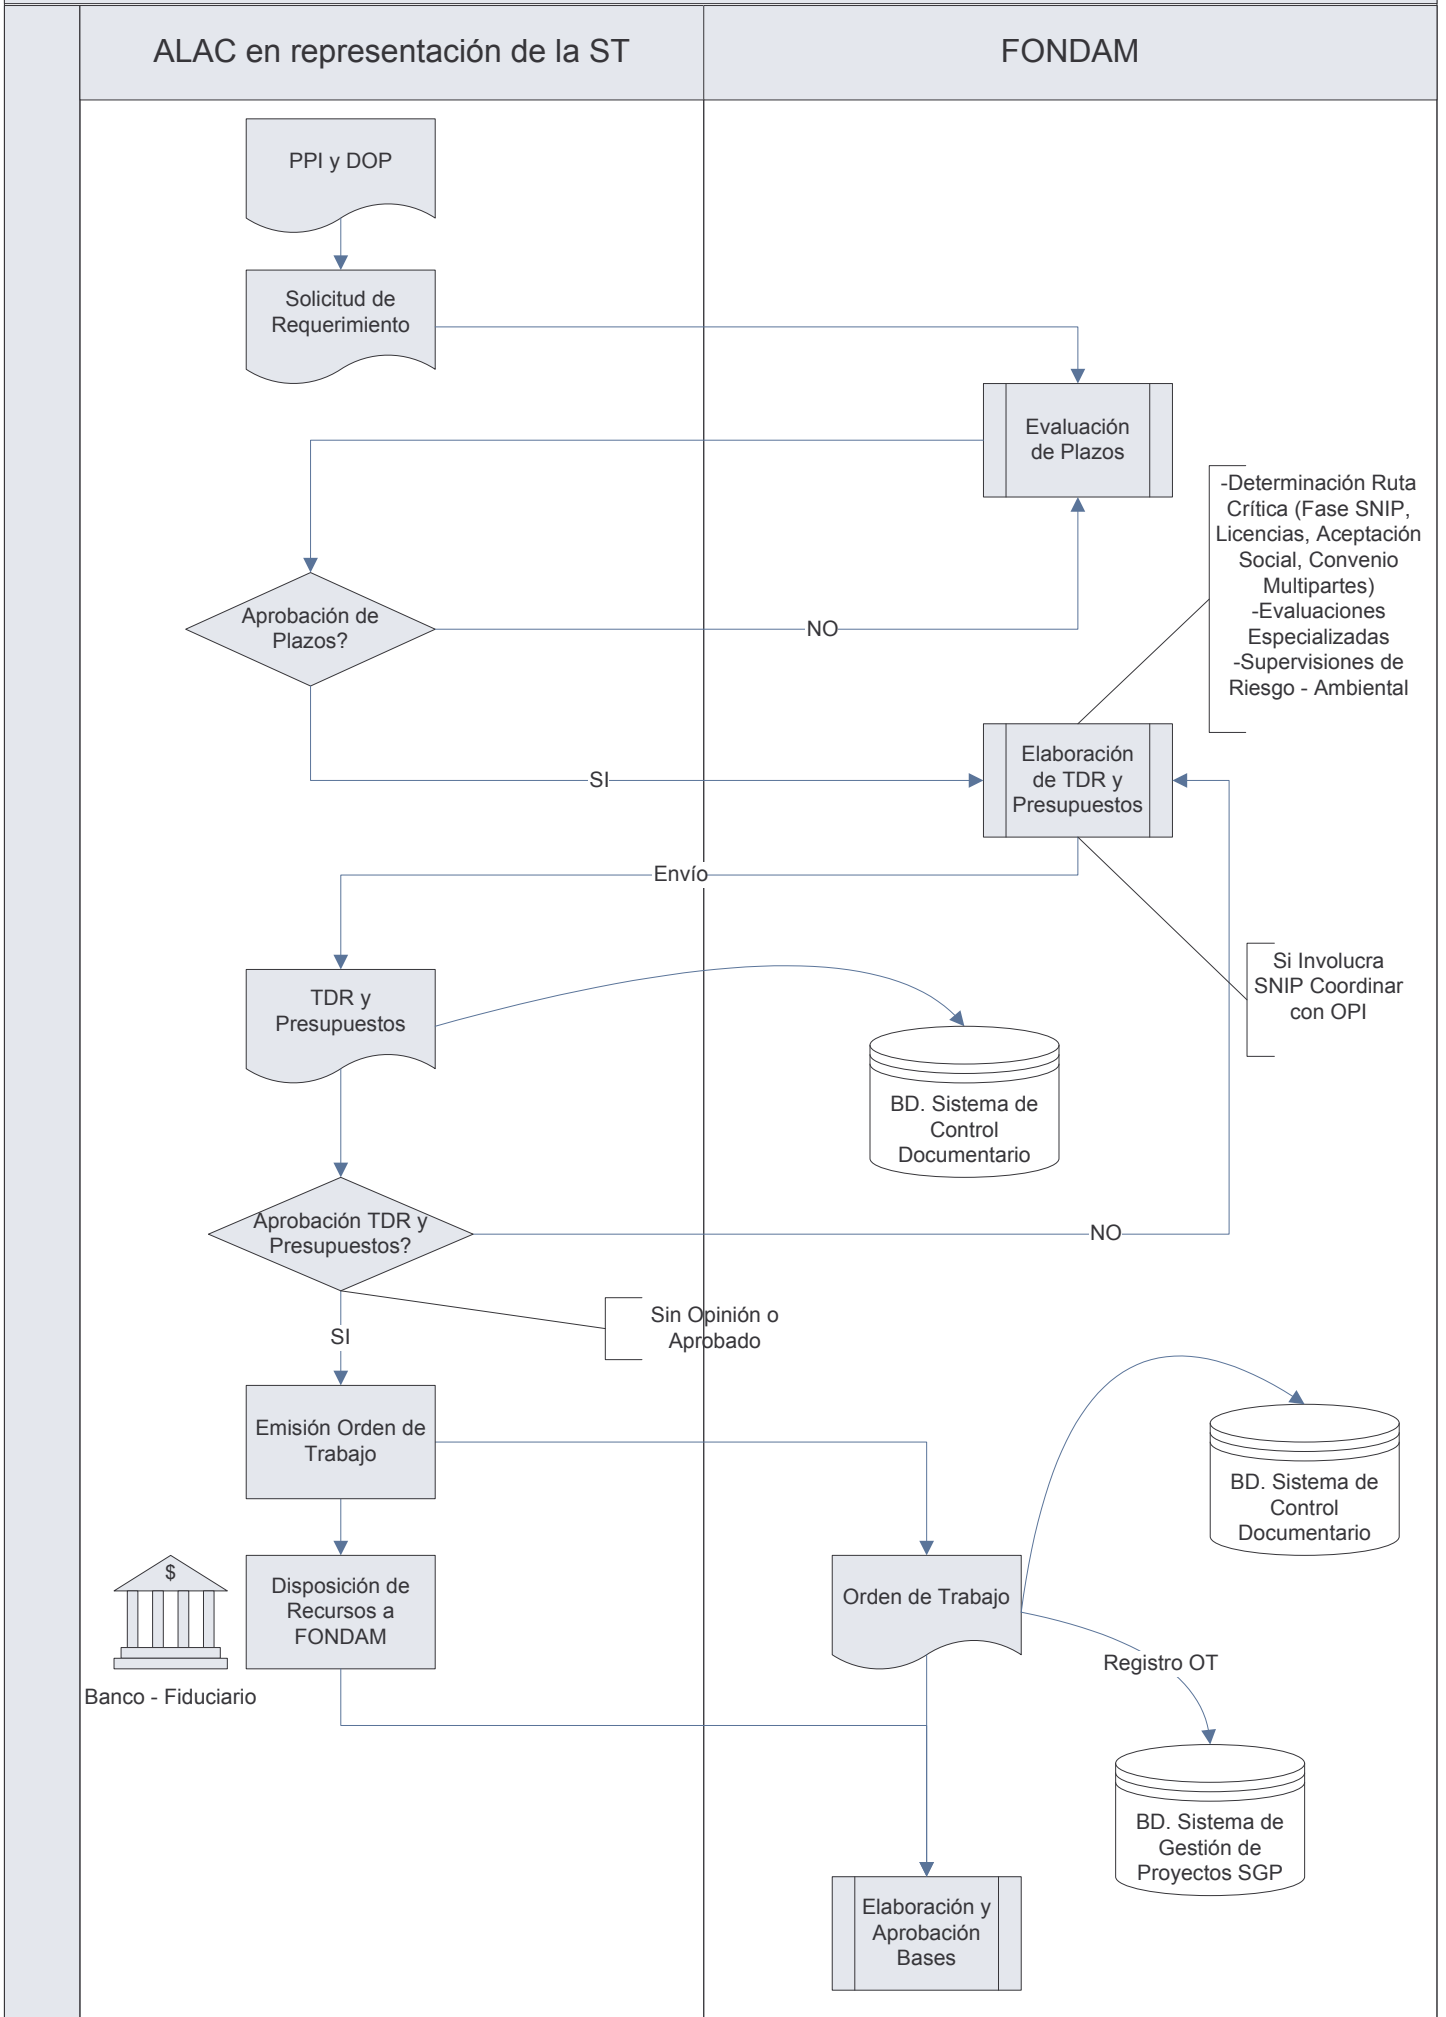 ALAC en representación de la ST
FONDAM
PPI y DOP
Solicitud de
Requerimiento
Evaluación
de Plazos
-Determinación Ruta
Crítica (Fase SNIP,
Licencias, Aceptación
Social, Convenio
Multipartes)
-Evaluaciones
Especializadas
-Supervisiones de
Riesgo - Ambiental
Aprobación de
Plazos?
NO
SI
Elaboración
de TDR y
Presupuestos
Envío
Si Involucra
SNIP Coordinar
con OPI
TDR y
Presupuestos
BD. Sistema de
Control
Documentario
Aprobación TDR y
Presupuestos?
NO
Sin Opinión o
Aprobado
SI
Emisión Orden de
Trabajo
BD. Sistema de
Control
Documentario
$
Banco - Fiduciario
Disposición de
Recursos a
FONDAM
Orden de Trabajo
Registro OT
BD. Sistema de
Gestión de
Proyectos SGP
Elaboración y
Aprobación
Bases